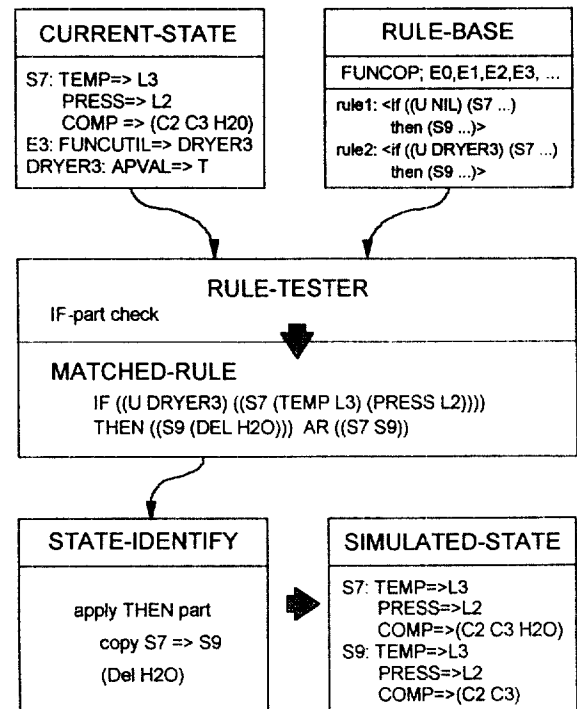 CURRENT-STATE
S7: TEMP=> L3
PRESS=> L2
COMP => (C2 C3 H20)
E3: FUNCUTIL=> DRYER3
DRYER3: APVAL=> T
RULE-BASE
FUNCOP; E0,E1,E2,E3, ...
rule1: <if ((U NIL) (S7 ...)
then (S9 ...)>
rule2: <if ((U DRYER3) (S7 ...)
then (S9 ...)>
RULE-TESTER
IF-part check
MATCHED-RULE
IF ((U DRYER3) ((S7 (TEMP L3) (PRESS L2))))
THEN ((S9 (DEL H2O))) AR ((S7 S9))
STATE-IDENTIFY
apply THEN part
copy S7 => S9
(Del H2O)
SIMULATED-STATE
S7: TEMP=>L3
PRESS=>L2
COMP=>(C2 C3 H2O)
S9: TEMP=>L3
PRESS=>L2
COMP=>(C2 C3)